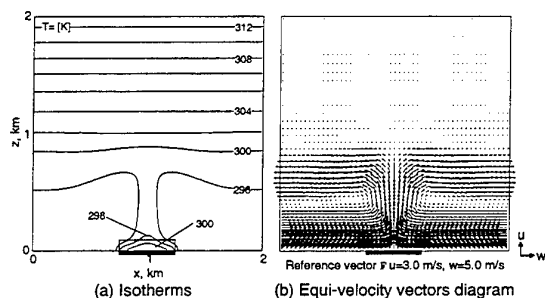 2
T= [K]
312
308
304
1
300
z, km
296
298
300
0
0
1
2
x, km
(a) Isotherms
u
w
Reference vector F u=3.0 m/s, w=5.0 m/s
(b) Equi-velocity vectors diagram